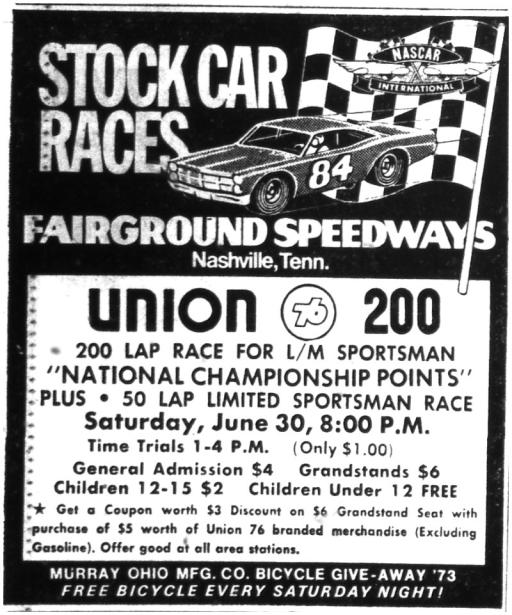 NASCAR
INTERNATIONAL
STOCK CAR
RACES
84
FAIRGROUND SPEEDWAYS
Nashville, Tenn.
union 76 200
200 LAP RACE FOR L/M SPORTSMAN
"NATIONAL CHAMPIONSHIP POINTS"
PLUS • 50 LAP LIMITED SPORTSMAN RACE
Saturday, June 30, 8:00 P.M.
Time Trials 1-4 P.M. (Only $1.00)
General Admission $4 Grandstands $6
Children 12-15 $2 Children Under 12 FREE
★ Get a Coupon worth $3 Discount on $6 Grandstand Seat with
purchase of $5 worth of Union 76 branded merchandise (Excluding
Gasoline). Offer good at all area stations.
MURRAY OHIO MFG. CO. BICYCLE GIVE-AWAY '73
FREE BICYCLE EVERY SATURDAY NIGHT!